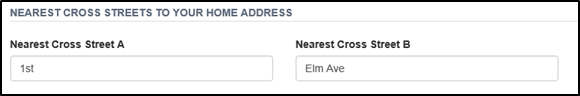 NEAREST CROSS STREETS TO YOUR HOME ADDRESS
Nearest Cross Street A Nearest Cross Street B
1st Elm Ave